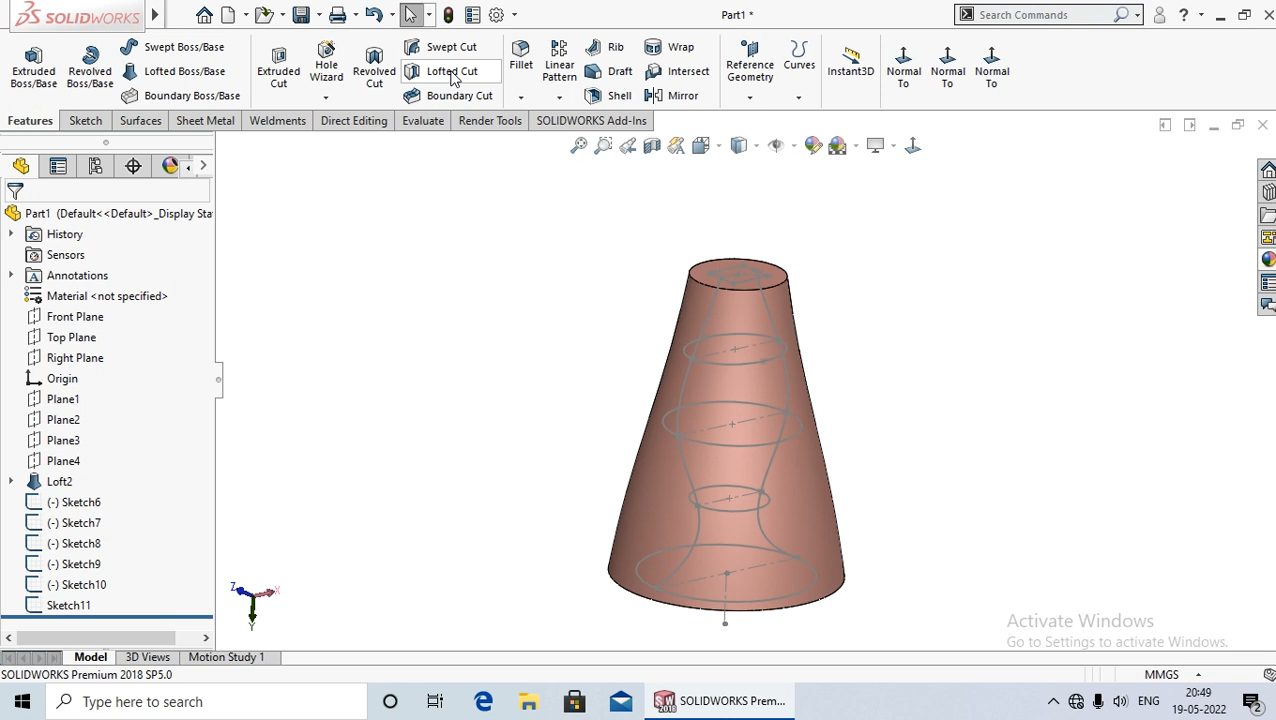 SOLIDWORKS
Part1 *
Search Commands
Extruded Boss/Base
Revolved Boss/Base
Swept Boss/Base
Lofted Boss/Base
Boundary Boss/Base
Extruded Cut
Hole Wizard
Revolved Cut
Swept Cut
Lofted Cut
Boundary Cut
Fillet
Linear Pattern
Rib
Draft
Shell
Wrap
Intersect
Mirror
Reference Geometry
Curves
Instant3D
Normal To
Normal To
Normal To
Features
Sketch
Surfaces
Sheet Metal
Weldments
Direct Editing
Evaluate
Render Tools
SOLIDWORKS Add-Ins
Part1 (Default<<Default>_Display Sta
History
Sensors
Annotations
Material <not specified>
Front Plane
Top Plane
Right Plane
Origin
Plane1
Plane2
Plane3
Plane4
Loft2
(-) Sketch6
(-) Sketch7
(-) Sketch8
(-) Sketch9
(-) Sketch10
Sketch11
Z
X
Y
Activate Windows
Go to Settings to activate Windows.
Model
3D Views
Motion Study 1
SOLIDWORKS Premium 2018 SP5.0
MMGS
Type here to search
SW 2018
SOLIDWORKS Prem...
ENG
20:49
19-05-2022
2